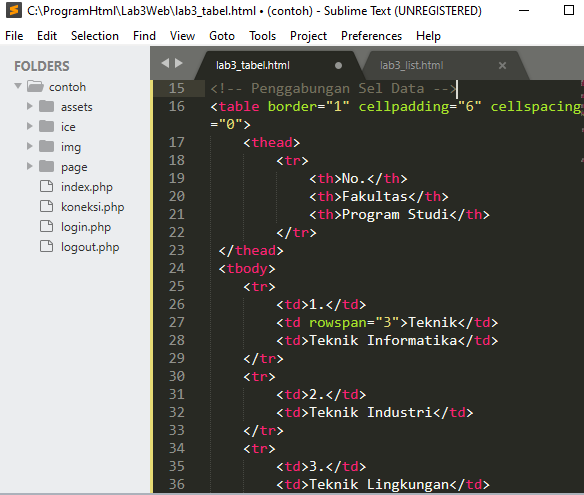 C:\ProgramHtml\Lab3Web\lab3_tabel.html • (contoh) - Sublime Text (UNREGISTERED)
File Edit Selection Find View Goto Tools Project Preferences Help
FOLDERS
contoh
assets
ice
img
page
index.php
koneksi.php
login.php
logout.php
lab3_tabel.html lab3_list.html
15 <!-- Penggabungan Sel Data -->
16 <table border="1" cellpadding="6" cellspacing
="0">
17 <thead>
18 <tr>
19 <th>No.</th>
20 <th>Fakultas</th>
21 <th>Program Studi</th>
22 </tr>
23 </thead>
24 <tbody>
25 <tr>
26 <td>1.</td>
27 <td rowspan="3">Teknik</td>
28 <td>Teknik Informatika</td>
29 </tr>
30 <tr>
31 <td>2.</td>
32 <td>Teknik Industri</td>
33 </tr>
34 <tr>
35 <td>3.</td>
36 <td>Teknik Lingkungan</td>